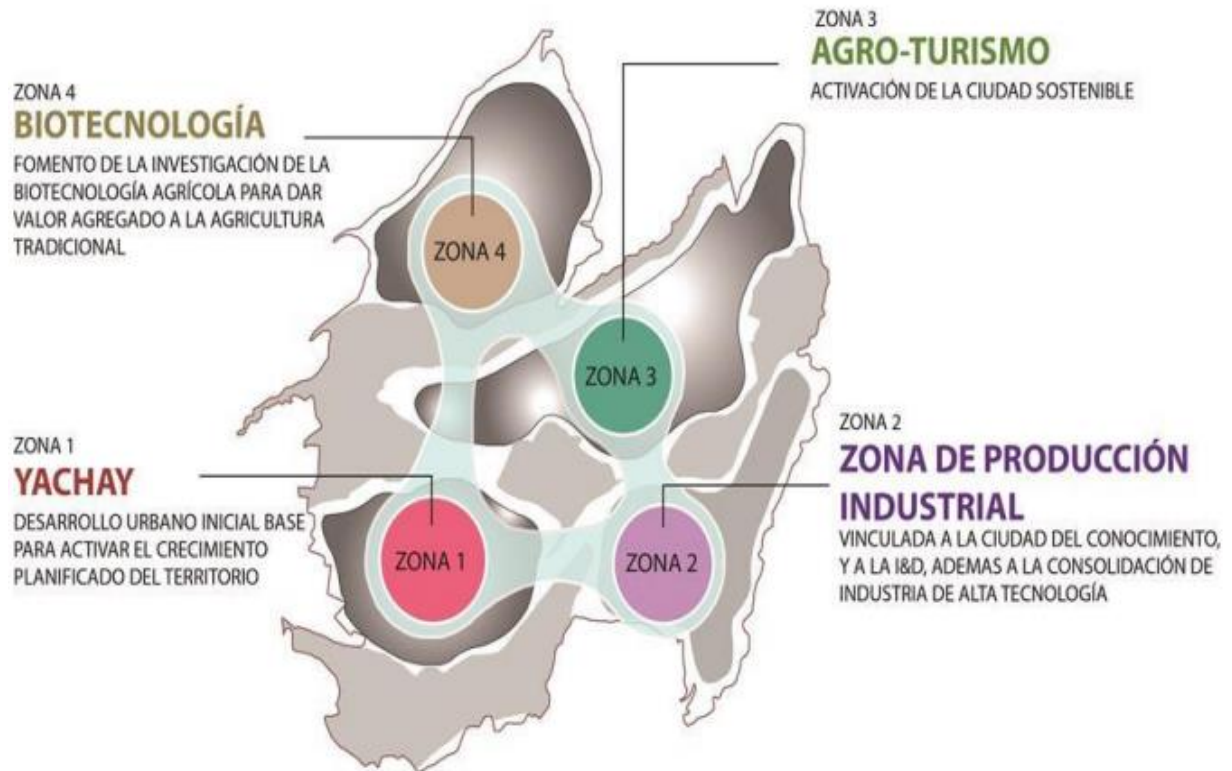 ZONA 3
AGRO-TURISMO
ACTIVACIÓN DE LA CIUDAD SOSTENIBLE
ZONA 4
BIOTECNOLOGÍA
FOMENTO DE LA INVESTIGACIÓN DE LA
BIOTECNOLOGÍA AGRÍCOLA PARA DAR
VALOR AGREGADO A LA AGRICULTURA
TRADICIONAL
ZONA 4
ZONA 3
ZONA 1
YACHAY
DESARROLLO URBANO INICIAL BASE
PARA ACTIVAR EL CRECIMIENTO
PLANIFICADO DEL TERRITORIO
ZONA 2
ZONA DE PRODUCCIÓN
INDUSTRIAL
VINCULADA A LA CIUDAD DEL CONOCIMIENTO,
Y A LA I&D, ADEMAS A LA CONSOLIDACIÓN DE
INDUSTRIA DE ALTA TECNOLOGÍA
ZONA 1
ZONA 2